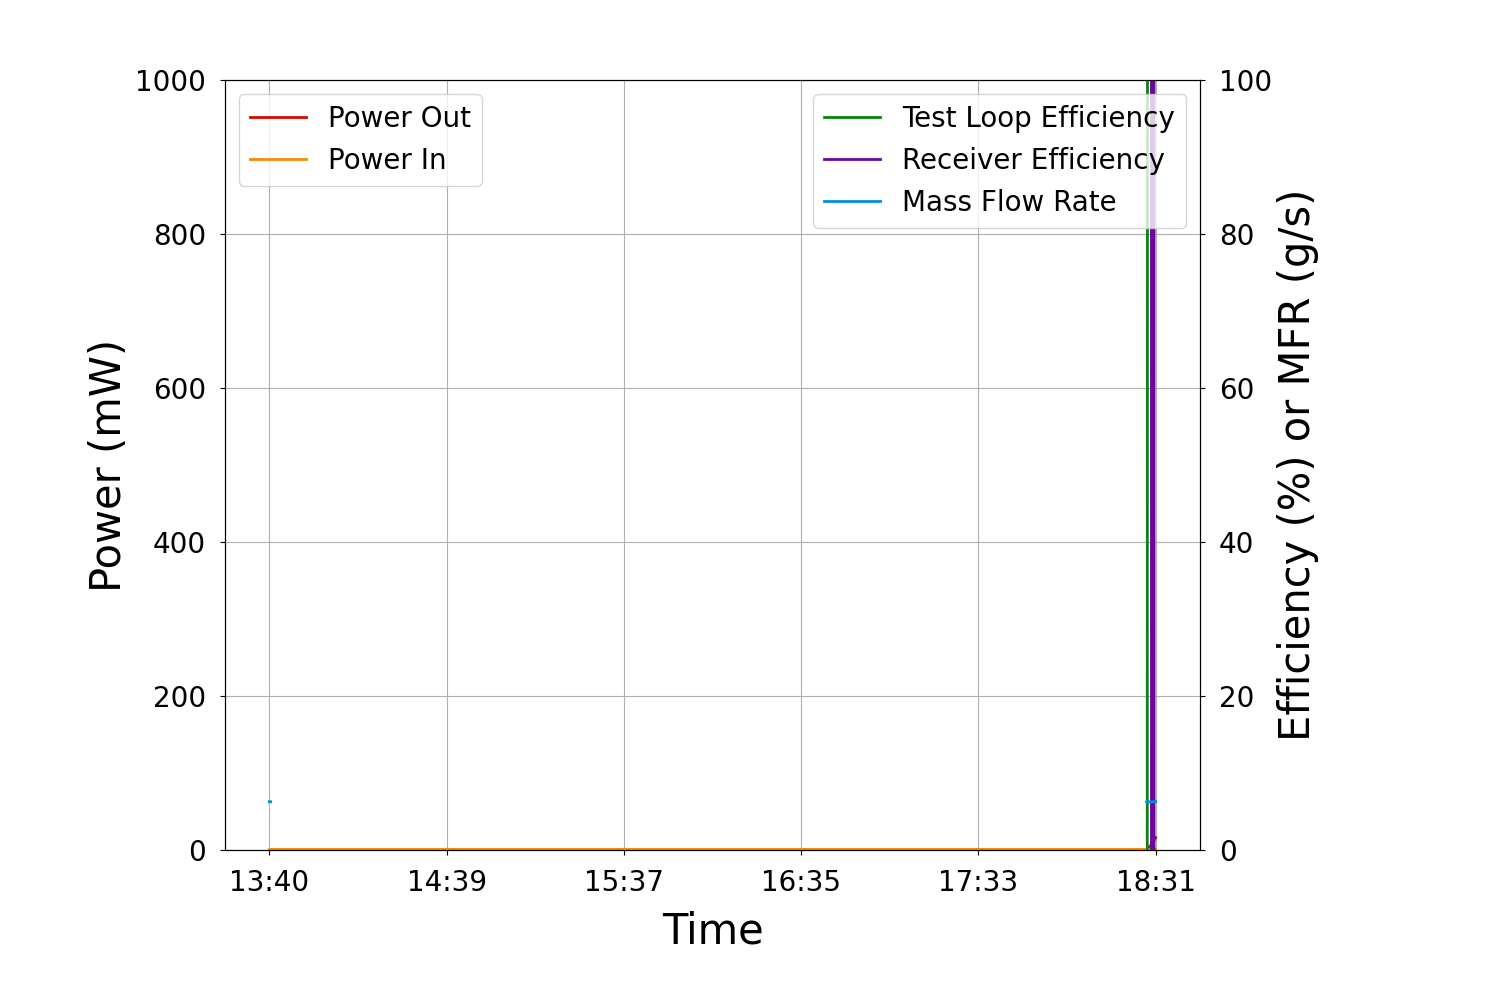 1000
800
600
400
200
0
Power (mW)
Power Out
Power In
Test Loop Efficiency
Receiver Efficiency
Mass Flow Rate
100
80
60
40
20
0
Efficiency (%) or MFR (g/s)
13:40 14:39 15:37 16:35 17:33 18:31
Time